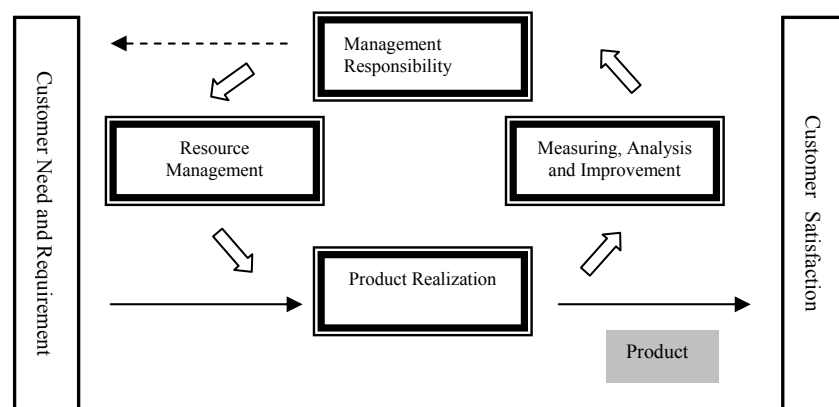 Customer Need and Requirement
Management
Responsibility
Resource
Management
Measuring, Analysis
and Improvement
Product Realization
Product
Customer Satisfaction